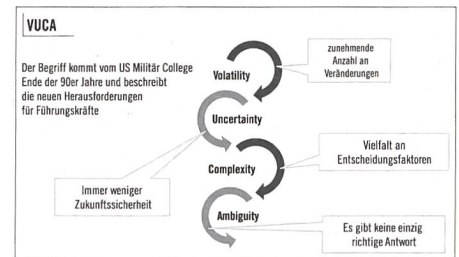 VUCA
Der Begriff kommt vom US Militär College
Ende der 90er Jahre und beschreibt
die neuen Herausforderungen
für Führungskräfte
Volatility
zunehmende
Anzahl an
Veränderungen
Uncertainty
Immer weniger
Zukunftssicherheit
Complexity
Vielfalt an
Entscheidungsfaktoren
Ambiguity
Es gibt keine einzig
richtige Antwort